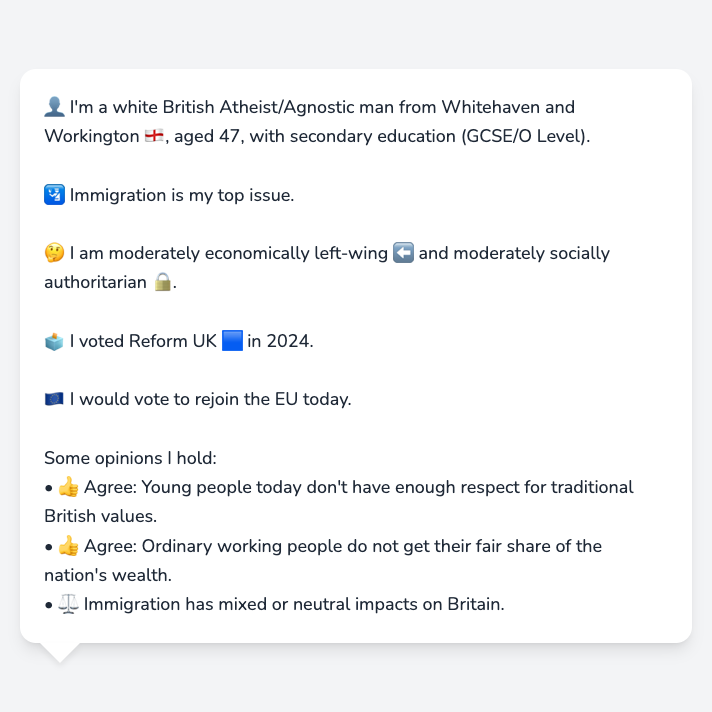 👤 I'm a white British Atheist/Agnostic man from Whitehaven and
Workington 🏴󠁧󠁢󠁥󠁮󠁧󠁿, aged 47, with secondary education (GCSE/O Level).
🛂 Immigration is my top issue.
🤔 I am moderately economically left-wing ⬅️ and moderately socially
authoritarian 🔒.
🗳️ I voted Reform UK 🟦 in 2024.
🇪🇺 I would vote to rejoin the EU today.
Some opinions I hold:
• 👍 Agree: Young people today don't have enough respect for traditional
British values.
• 👍 Agree: Ordinary working people do not get their fair share of the
nation's wealth.
• ⚖️ Immigration has mixed or neutral impacts on Britain.